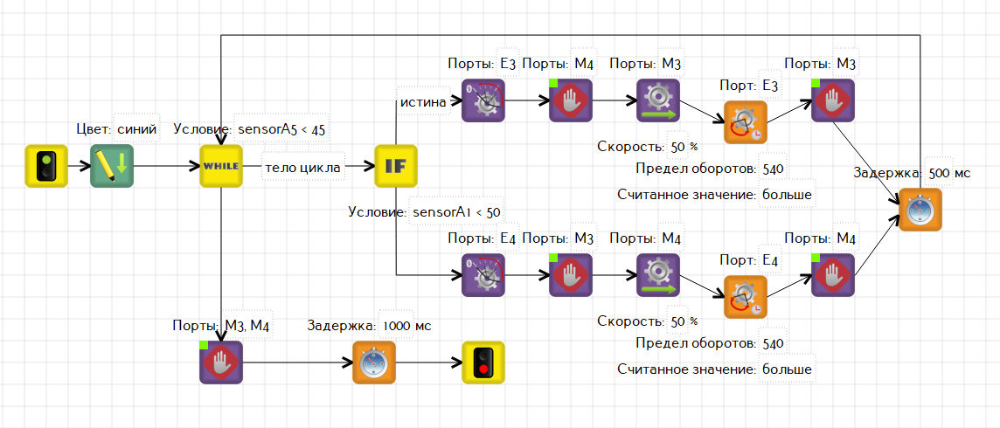 Порты: E3 Порты: M4 Порты: M3 Порты: M3
Порт: E3
истина
Цвет: синий Условие: sensorA5 < 45
Скорость: 50 %
WHILE тело цикла IF
Предел оборотов: 540
Задержка: 500 мс
Считанное значение: больше
Условие: sensorA1 < 50
Порты: E4 Порты: M3 Порты: M4 Порты: M4
Порт: E4
Скорость: 50 %
Порты: M3, M4 Задержка: 1000 мс
Предел оборотов: 540
Считанное значение: больше